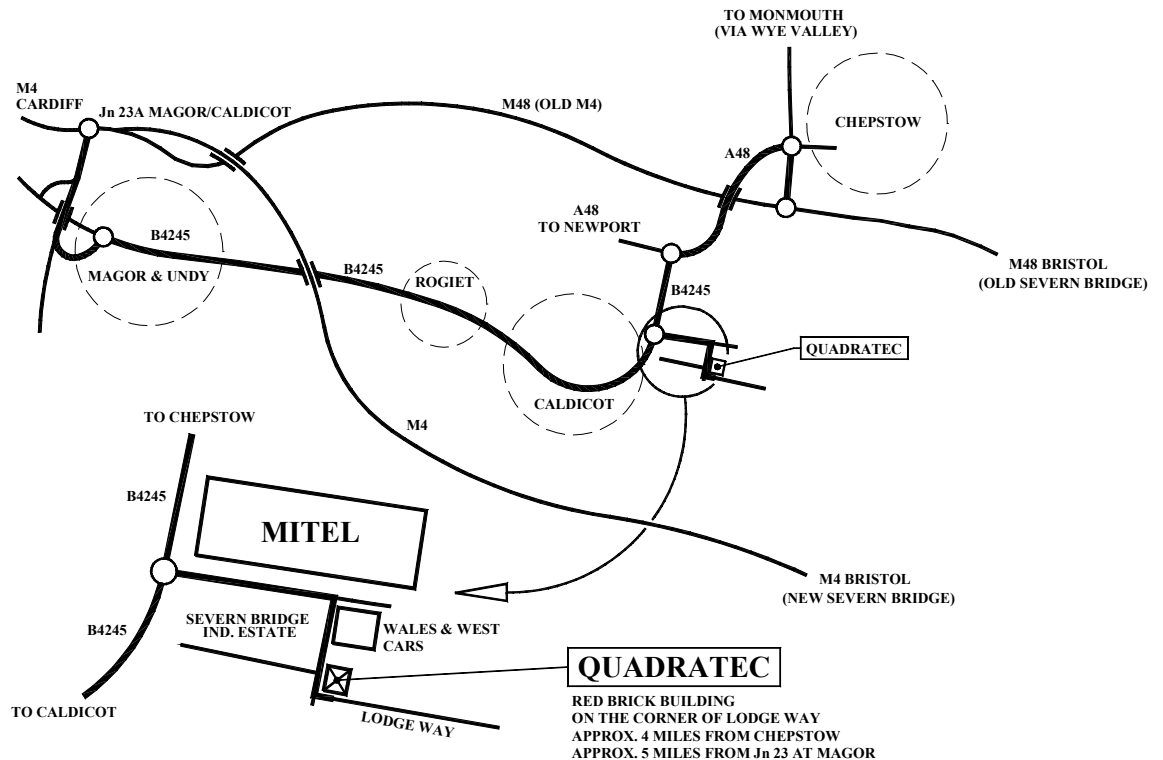 TO MONMOUTH
(VIA WYE VALLEY)
M4
CARDIFF
Jn 23A MAGOR/CALDICOT
M48 (OLD M4)
CHEPSTOW
A48
A48
TO NEWPORT
B4245
B4245
MAGOR & UNDY
ROGIET
B4245
M48 BRISTOL
(OLD SEVERN BRIDGE)
QUADRATEC
CALDICOT
M4
TO CHEPSTOW
B4245
MITEL
M4 BRISTOL
(NEW SEVERN BRIDGE)
B4245
SEVERN BRIDGE
IND. ESTATE
WALES & WEST
CARS
TO CALDICOT
LODGE WAY
QUADRATEC
RED BRICK BUILDING
ON THE CORNER OF LODGE WAY
APPROX. 4 MILES FROM CHEPSTOW
APPROX. 5 MILES FROM Jn 23 AT MAGOR